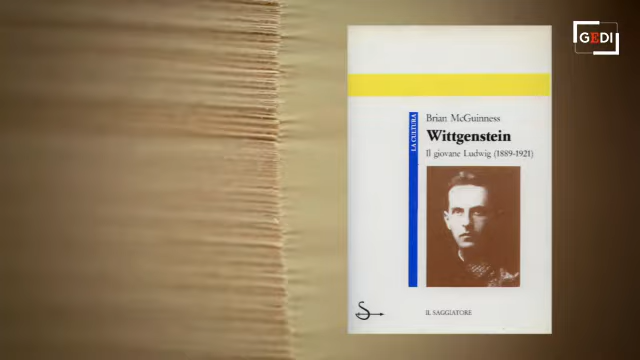 GEDI
Brian McGuinness
Wittgenstein
Il giovane Ludwig (1889-1921)
LA CULTURA
IL SAGGIATORE